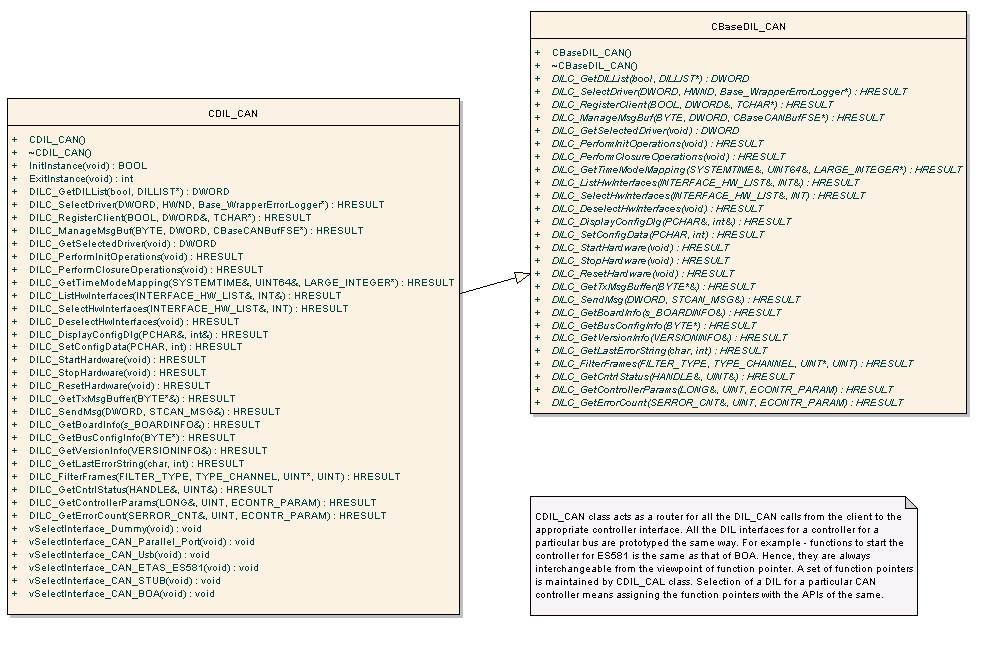 CBaseDIL_CAN
+ CBaseDIL_CAN()
+ ~CBaseDIL_CAN()
+ DILC_GetDILList(bool, DILLIST*) : DWORD
+ DILC_SelectDriver(DWORD, HWND, Base_WrapperErrorLogger*) : HRESULT
+ DILC_RegisterClient(BOOL, DWORD&, TCHAR*) : HRESULT
+ DILC_ManageMsgBuf(BYTE, DWORD, CBaseCANBufFSE*) : HRESULT
+ DILC_GetSelectedDriver(void) : DWORD
+ DILC_PerformInitOperations(void) : HRESULT
+ DILC_PerformClosureOperations(void) : HRESULT
+ DILC_GetTimeModeMapping(SYSTEMTIME&, UINT64&, LARGE_INTEGER*) : HRESULT
+ DILC_ListHwInterfaces(INTERFACE_HW_LIST&, INT&) : HRESULT
+ DILC_SelectHwInterfaces(INTERFACE_HW_LIST&, INT) : HRESULT
+ DILC_DeselectHwInterfaces(void) : HRESULT
+ DILC_DisplayConfigDlg(PCHAR&, int&) : HRESULT
+ DILC_SetConfigData(PCHAR, int) : HRESULT
+ DILC_StartHardware(void) : HRESULT
+ DILC_StopHardware(void) : HRESULT
+ DILC_ResetHardware(void) : HRESULT
+ DILC_GetTxMsgBuffer(BYTE*&) : HRESULT
+ DILC_SendMsg(DWORD, STCAN_MSG&) : HRESULT
+ DILC_GetBoardInfo(s_BOARDINFO&) : HRESULT
+ DILC_GetBusConfigInfo(BYTE*) : HRESULT
+ DILC_GetVersionInfo(VERSIONINFO&) : HRESULT
+ DILC_GetLastErrorString(char, int) : HRESULT
+ DILC_FilterFrames(FILTER_TYPE, TYPE_CHANNEL, UINT*, UINT) : HRESULT
+ DILC_GetCntrlStatus(HANDLE&, UINT&) : HRESULT
+ DILC_GetControllerParams(LONG&, UINT, ECONTR_PARAM) : HRESULT
+ DILC_GetErrorCount(SERROR_CNT&, UINT, ECONTR_PARAM) : HRESULT
CDIL_CAN
+ CDIL_CAN()
+ ~CDIL_CAN()
+ InitInstance(void) : BOOL
+ ExitInstance(void) : int
+ DILC_GetDILList(bool, DILLIST*) : DWORD
+ DILC_SelectDriver(DWORD, HWND, Base_WrapperErrorLogger*) : HRESULT
+ DILC_RegisterClient(BOOL, DWORD&, TCHAR*) : HRESULT
+ DILC_ManageMsgBuf(BYTE, DWORD, CBaseCANBufFSE*) : HRESULT
+ DILC_GetSelectedDriver(void) : DWORD
+ DILC_PerformInitOperations(void) : HRESULT
+ DILC_PerformClosureOperations(void) : HRESULT
+ DILC_GetTimeModeMapping(SYSTEMTIME&, UINT64&, LARGE_INTEGER*) : HRESULT
+ DILC_ListHwInterfaces(INTERFACE_HW_LIST&, INT&) : HRESULT
+ DILC_SelectHwInterfaces(INTERFACE_HW_LIST&, INT) : HRESULT
+ DILC_DeselectHwInterfaces(void) : HRESULT
+ DILC_DisplayConfigDlg(PCHAR&, int&) : HRESULT
+ DILC_SetConfigData(PCHAR, int) : HRESULT
+ DILC_StartHardware(void) : HRESULT
+ DILC_StopHardware(void) : HRESULT
+ DILC_ResetHardware(void) : HRESULT
+ DILC_GetTxMsgBuffer(BYTE*&) : HRESULT
+ DILC_SendMsg(DWORD, STCAN_MSG&) : HRESULT
+ DILC_GetBoardInfo(s_BOARDINFO&) : HRESULT
+ DILC_GetBusConfigInfo(BYTE*) : HRESULT
+ DILC_GetVersionInfo(VERSIONINFO&) : HRESULT
+ DILC_GetLastErrorString(char, int) : HRESULT
+ DILC_FilterFrames(FILTER_TYPE, TYPE_CHANNEL, UINT*, UINT) : HRESULT
+ DILC_GetCntrlStatus(HANDLE&, UINT&) : HRESULT
+ DILC_GetControllerParams(LONG&, UINT, ECONTR_PARAM) : HRESULT
+ DILC_GetErrorCount(SERROR_CNT&, UINT, ECONTR_PARAM) : HRESULT
+ vSelectInterface_Dummy(void) : void
+ vSelectInterface_CAN_Parallel_Port(void) : void
+ vSelectInterface_CAN_Usb(void) : void
+ vSelectInterface_CAN_ETAS_ES581(void) : void
+ vSelectInterface_CAN_STUB(void) : void
+ vSelectInterface_CAN_BOA(void) : void
CDIL_CAN class acts as a router for all the DIL_CAN calls from the client to the
appropriate controller interface. All the DIL interfaces for a controller for a
particular bus are prototyped the same way. For example - functions to start the
controller for ES581 is the same as that of BOA. Hence, they are always
interchangeable from the viewpoint of function pointer. A set of function pointers
is maintained by CDIL_CAL class. Selection of a DIL for a particular CAN
controller means assigning the function pointers with the APIs of the same.